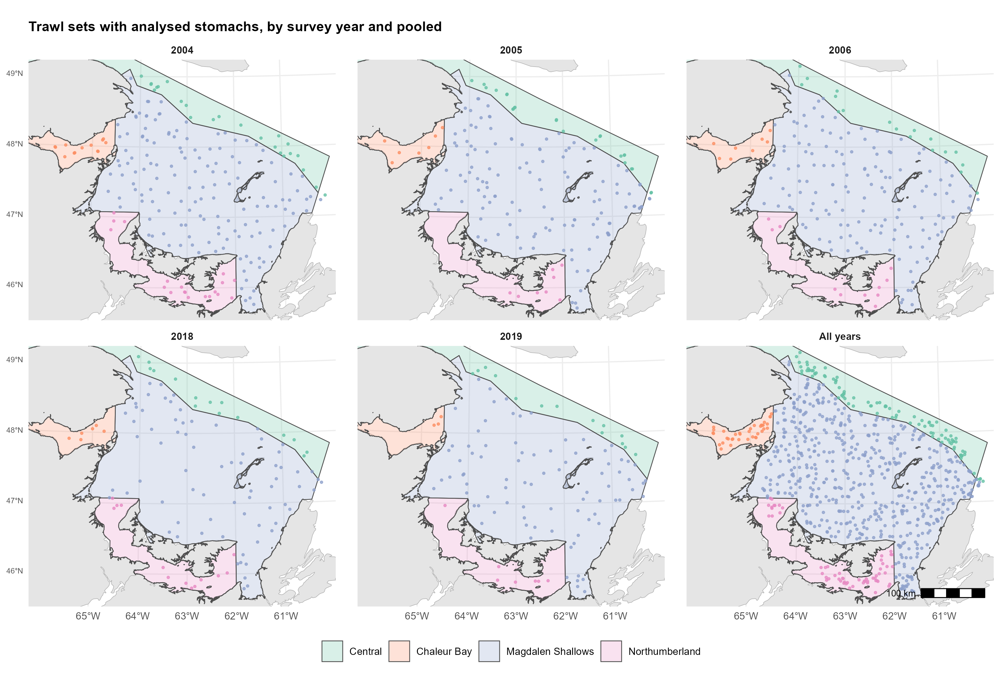 Trawl sets with analysed stomachs, by survey year and pooled
2004
2005
2006
49°N
48°N
47°N
46°N
2018
2019
All years
49°N
48°N
47°N
46°N
100 km
65°W 64°W 63°W 62°W 61°W
65°W 64°W 63°W 62°W 61°W
65°W 64°W 63°W 62°W 61°W
Central
Chaleur Bay
Magdalen Shallows
Northumberland